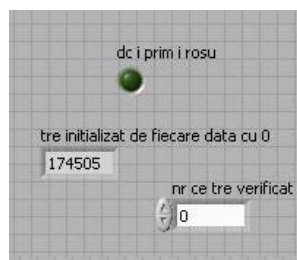 dc i prim i rosu
tre initializat de fiecare data cu 0
174505
nr ce tre verificat
0